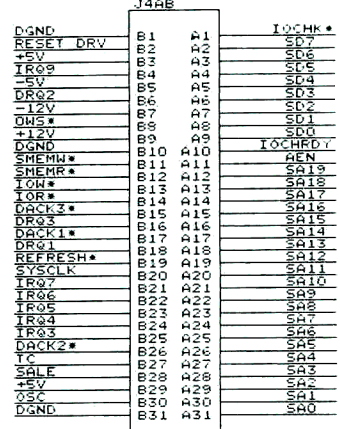 J4AB
DGND B1 A1 IOCHK*
RESET DRV B2 A2 SD7
+5V B3 A3 SD6
IRQ9 B4 A4 SD5
-5V B5 A5 SD4
DRQ2 B6 A6 SD3
-12V B7 A7 SD2
OWS* B8 A8 SD1
+12V B9 A9 SD0
DGND B10 A10 IOCHRDY
SMEMW* B11 A11 AEN
SMEMR* B12 A12 SA19
IOW* B13 A13 SA18
IOR* B14 A14 SA17
DACK3* B15 A15 SA16
DRQ3 B16 A16 SA15
DACK1* B17 A17 SA14
DRQ1 B18 A18 SA13
REFRESH* B19 A19 SA12
SYSCLK B20 A20 SA11
IRQ7 B21 A21 SA10
IRQ6 B22 A22 SA9
IRQ5 B23 A23 SA8
IRQ4 B24 A24 SA7
IRQ3 B25 A25 SA6
DACK2* B26 A26 SA5
TC B27 A27 SA4
SALE B28 A28 SA3
+5V B29 A29 SA2
OSC B30 A30 SA1
DGND B31 A31 SA0